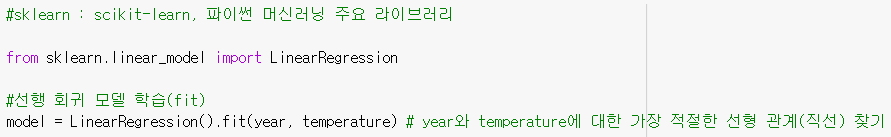 #sklearn : scikit-learn, 파이썬 머신러닝 주요 라이브러리
from sklearn.linear_model import LinearRegression
#선행 회귀 모델 학습(fit)
model = LinearRegression().fit(year, temperature) # year와 temperature에 대한 가장 적절한 선형 관계(직선) 찾기